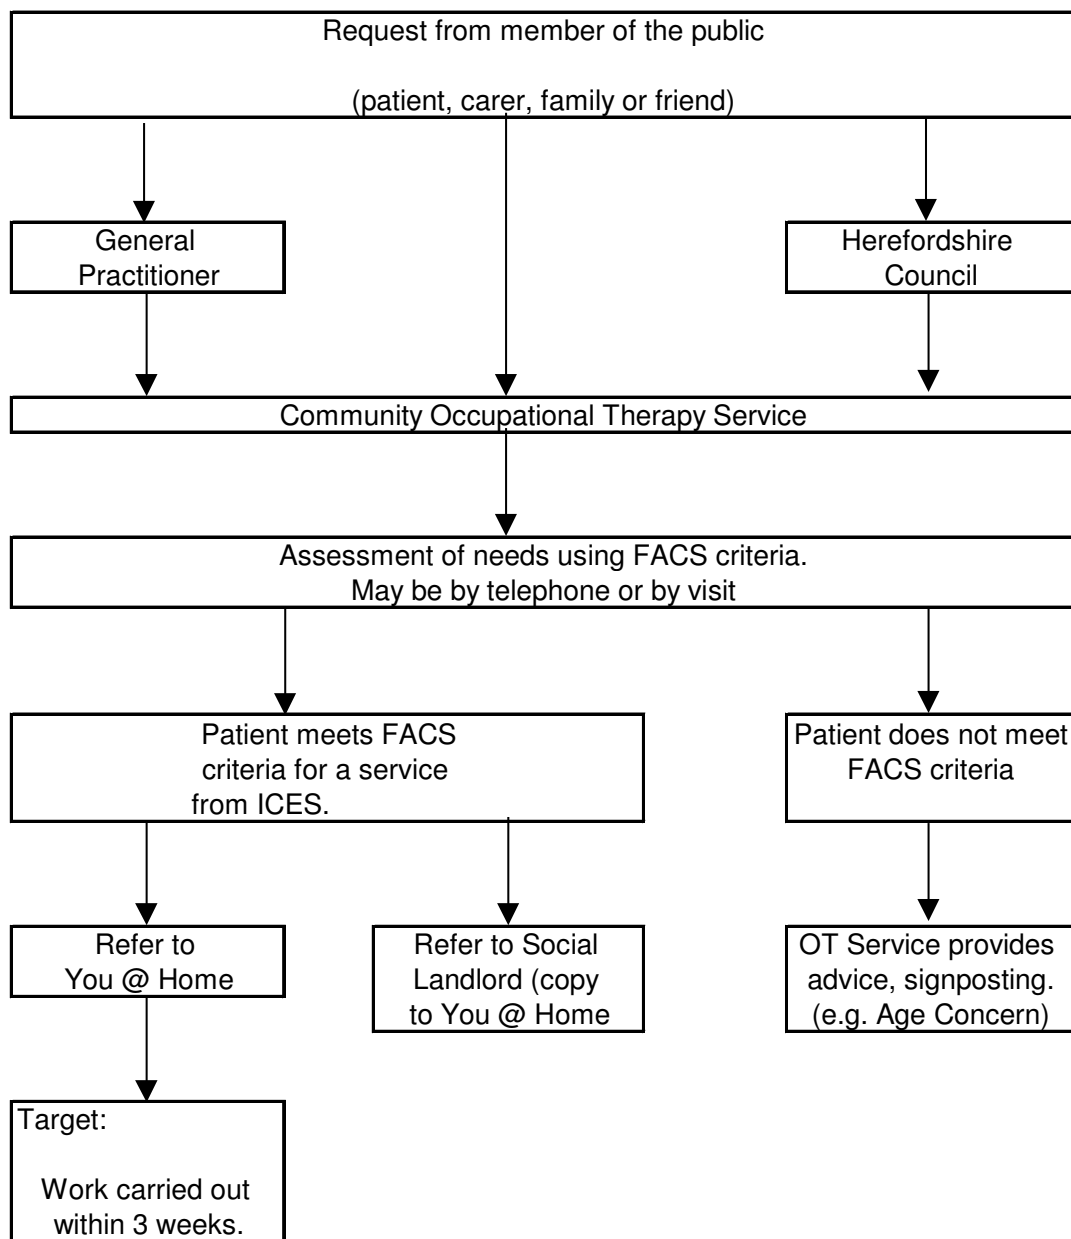 Request from member of the public
(patient, carer, family or friend)
General
Practitioner
Herefordshire
Council
Community Occupational Therapy Service
Assessment of needs using FACS criteria.
May be by telephone or by visit
Patient meets FACS
criteria for a service
from ICES.
Patient does not meet
FACS criteria
Refer to
You @ Home
Refer to Social
Landlord (copy
to You @ Home
OT Service provides
advice, signposting.
(e.g. Age Concern)
Target:
Work carried out
within 3 weeks.